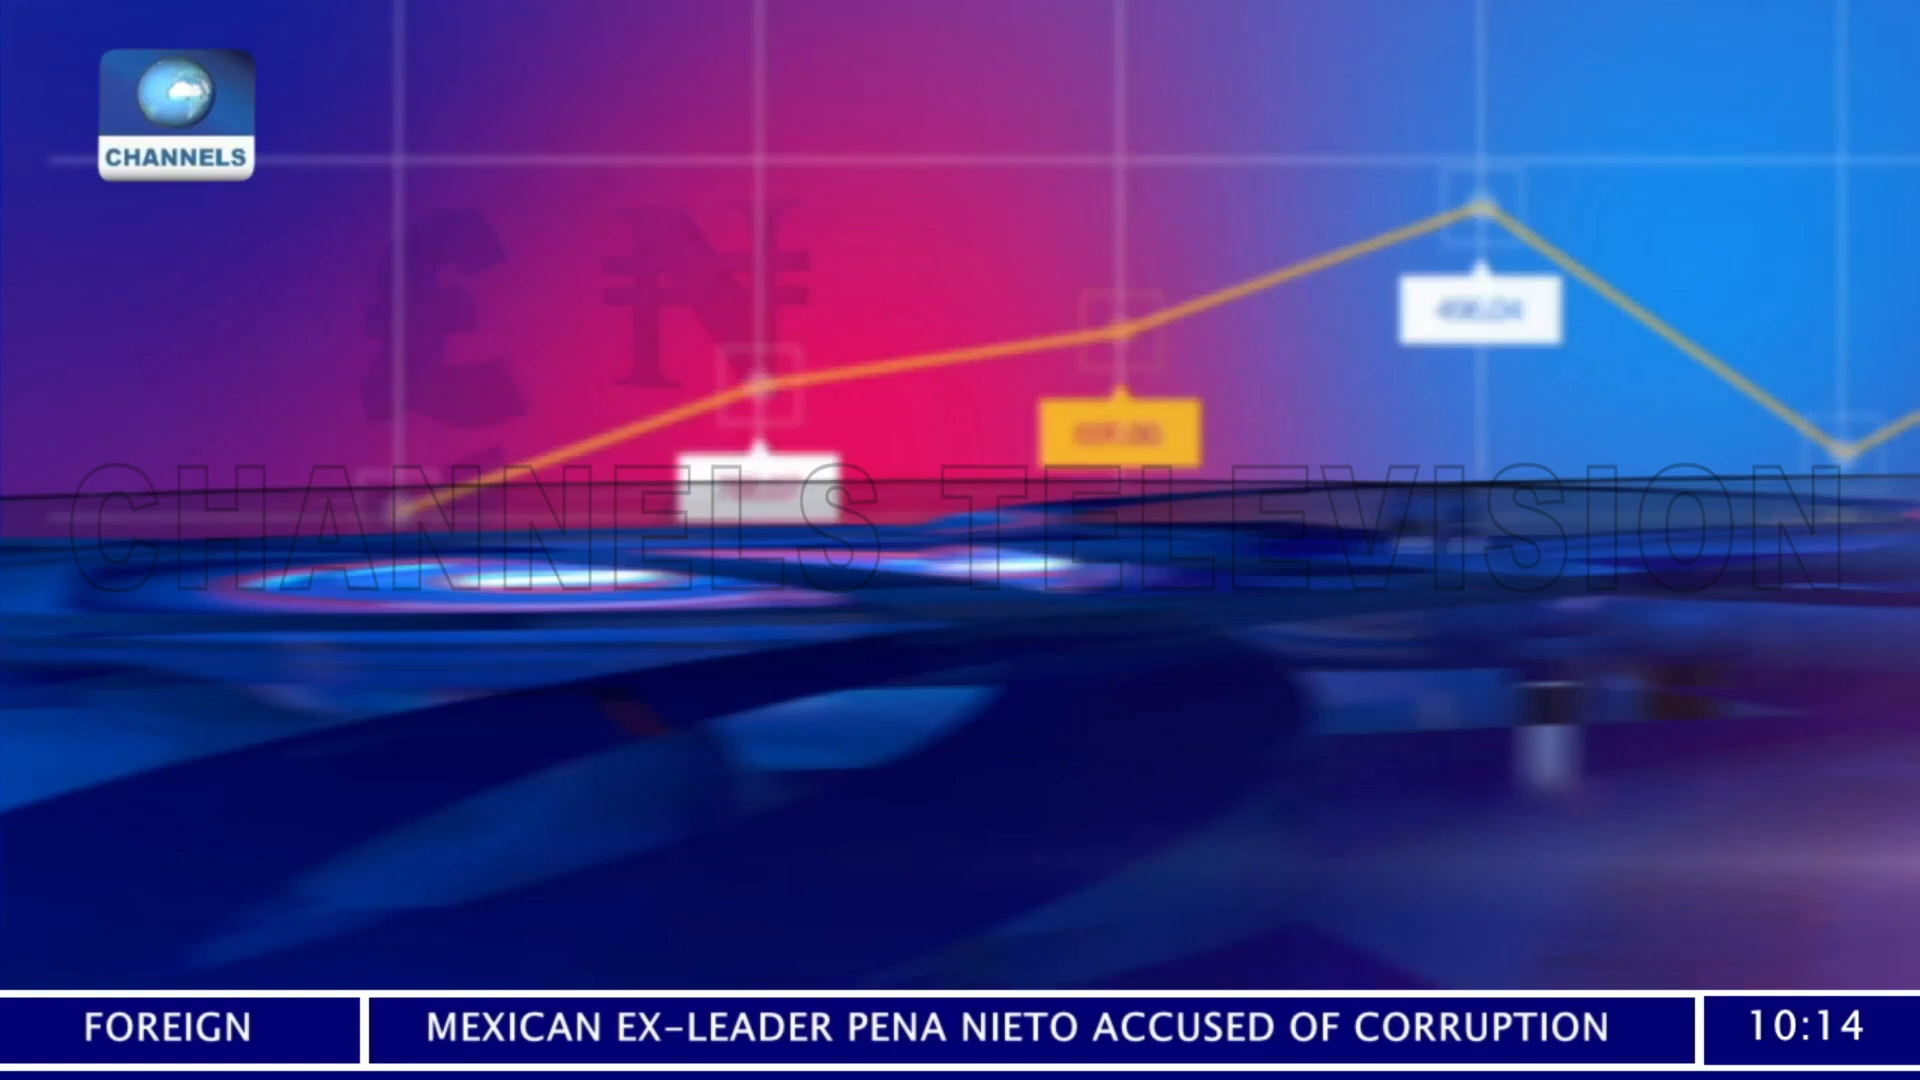 CHANNELS
£ ₦
CHANNELS TELEVISION
FOREIGN
MEXICAN EX-LEADER PENA NIETO ACCUSED OF CORRUPTION
10:14